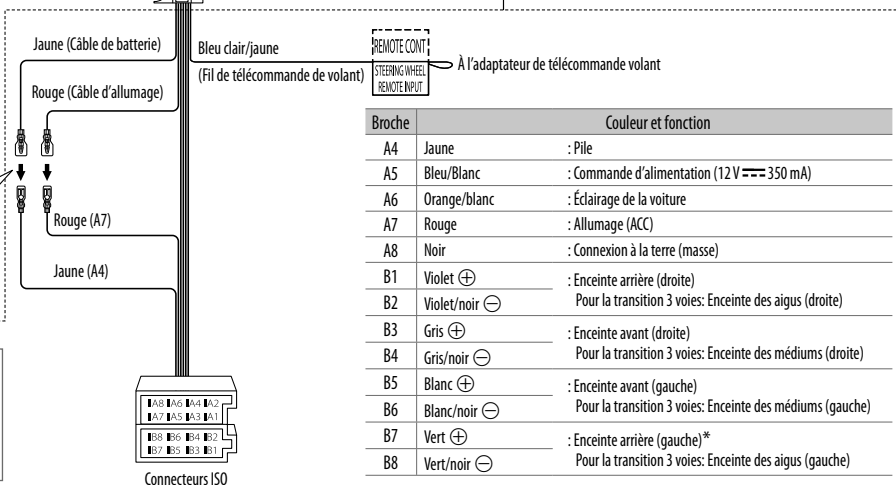 Jaune (Câble de batterie)
Bleu clair/jaune
(Fil de télécommande de volant)
REMOTE CONT
STEERING WHEEL
REMOTE INPUT
À l'adaptateur de télécommande volant
Rouge (Câble d'allumage)
Rouge (A7)
Jaune (A4)
Broche Couleur et fonction
A4 Jaune : Pile
A5 Bleu/Blanc : Commande d'alimentation (12 V ⎓ 350 mA)
A6 Orange/blanc : Éclairage de la voiture
A7 Rouge : Allumage (ACC)
A8 Noir : Connexion à la terre (masse)
B1 Violet ⊕ : Enceinte arrière (droite)
B2 Violet/noir ⊖ Pour la transition 3 voies: Enceinte des aigus (droite)
B3 Gris ⊕ : Enceinte avant (droite)
B4 Gris/noir ⊖ Pour la transition 3 voies: Enceinte des médiums (droite)
B5 Blanc ⊕ : Enceinte avant (gauche)
B6 Blanc/noir ⊖ Pour la transition 3 voies: Enceinte des médiums (gauche)
B7 Vert ⊕ : Enceinte arrière (gauche)*
B8 Vert/noir ⊖ Pour la transition 3 voies: Enceinte des aigus (gauche)
A8 A6 A4 A2
A7 A5 A3 A1
B8 B6 B4 B2
B7 B5 B3 B1
Connecteurs ISO